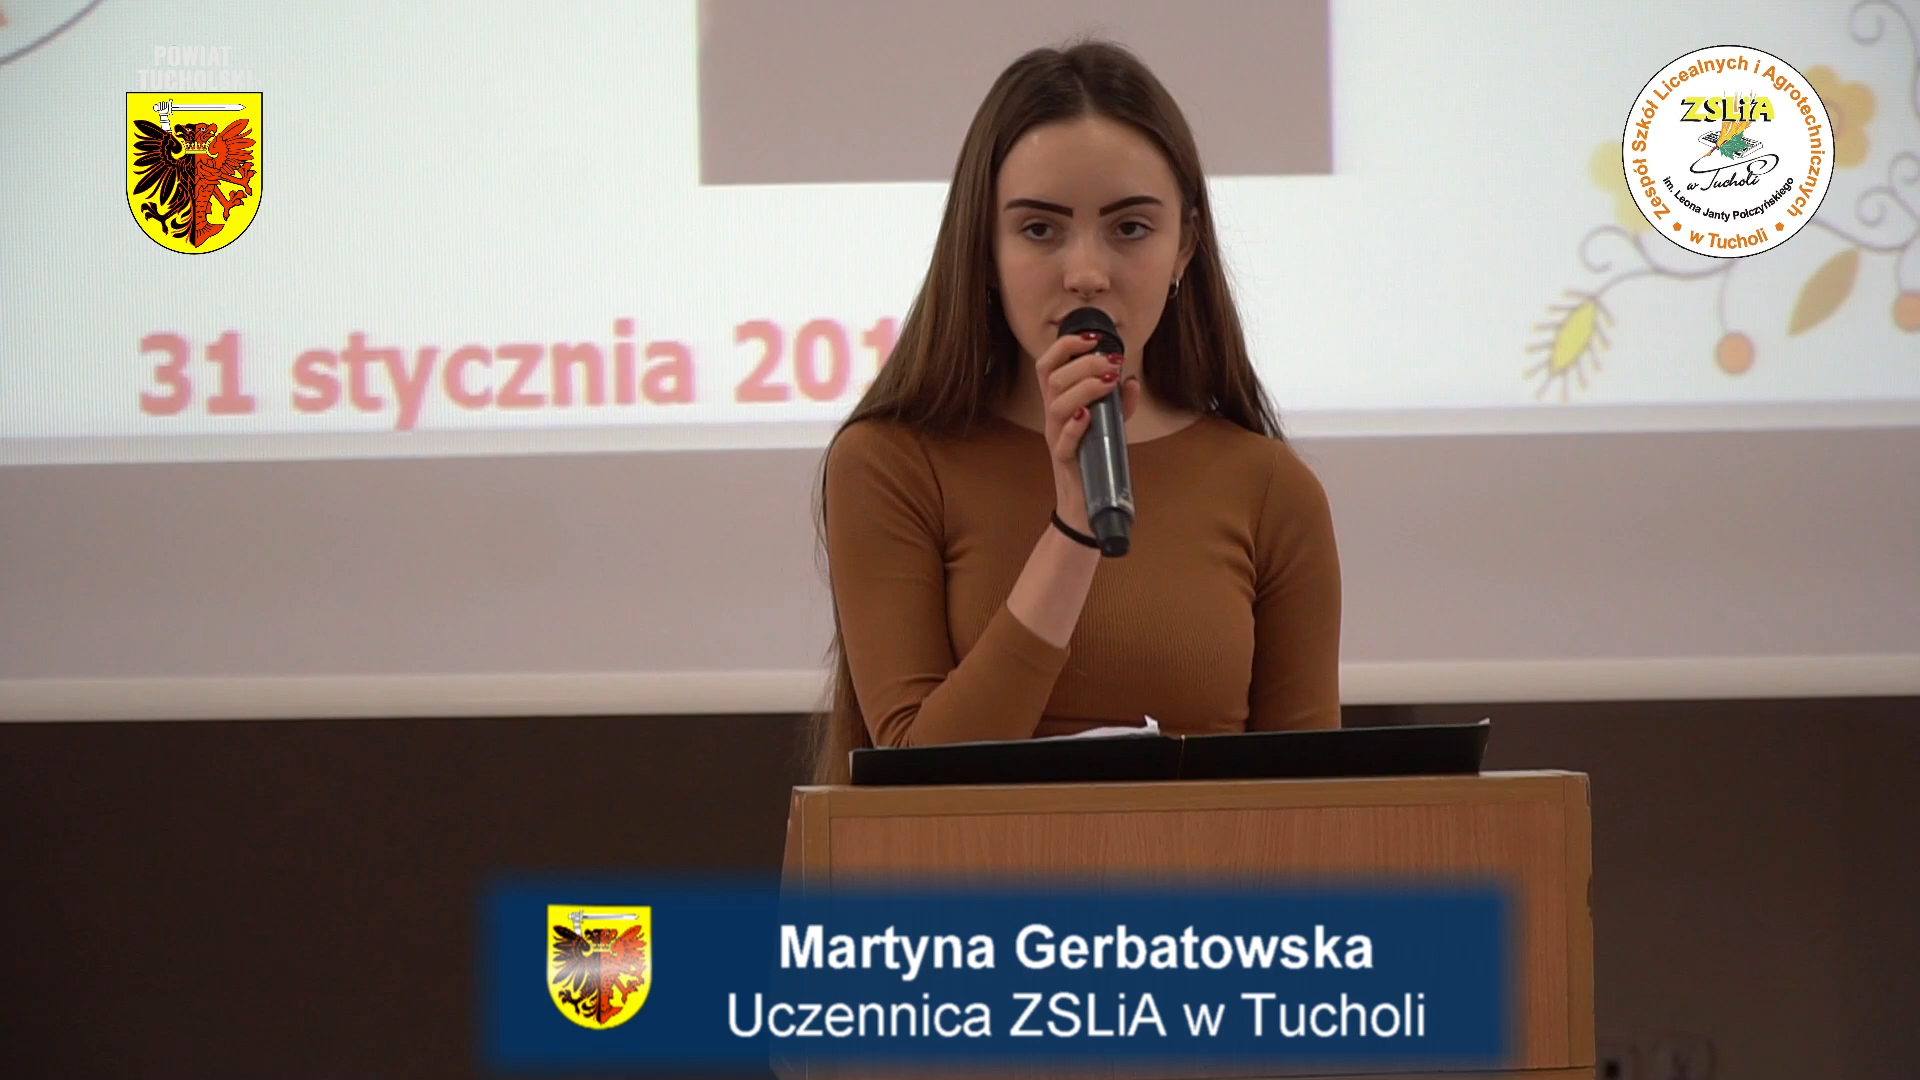 POWIAT
TUCHOLSKI
Zespół Szkół Licealnych i Agrotechnicznych
ZSLiA
w Tucholi
im. Leona Janty Połczyńskiego
w Tucholi
31 stycznia 201
Martyna Gerbatowska
Uczennica ZSLiA w Tucholi